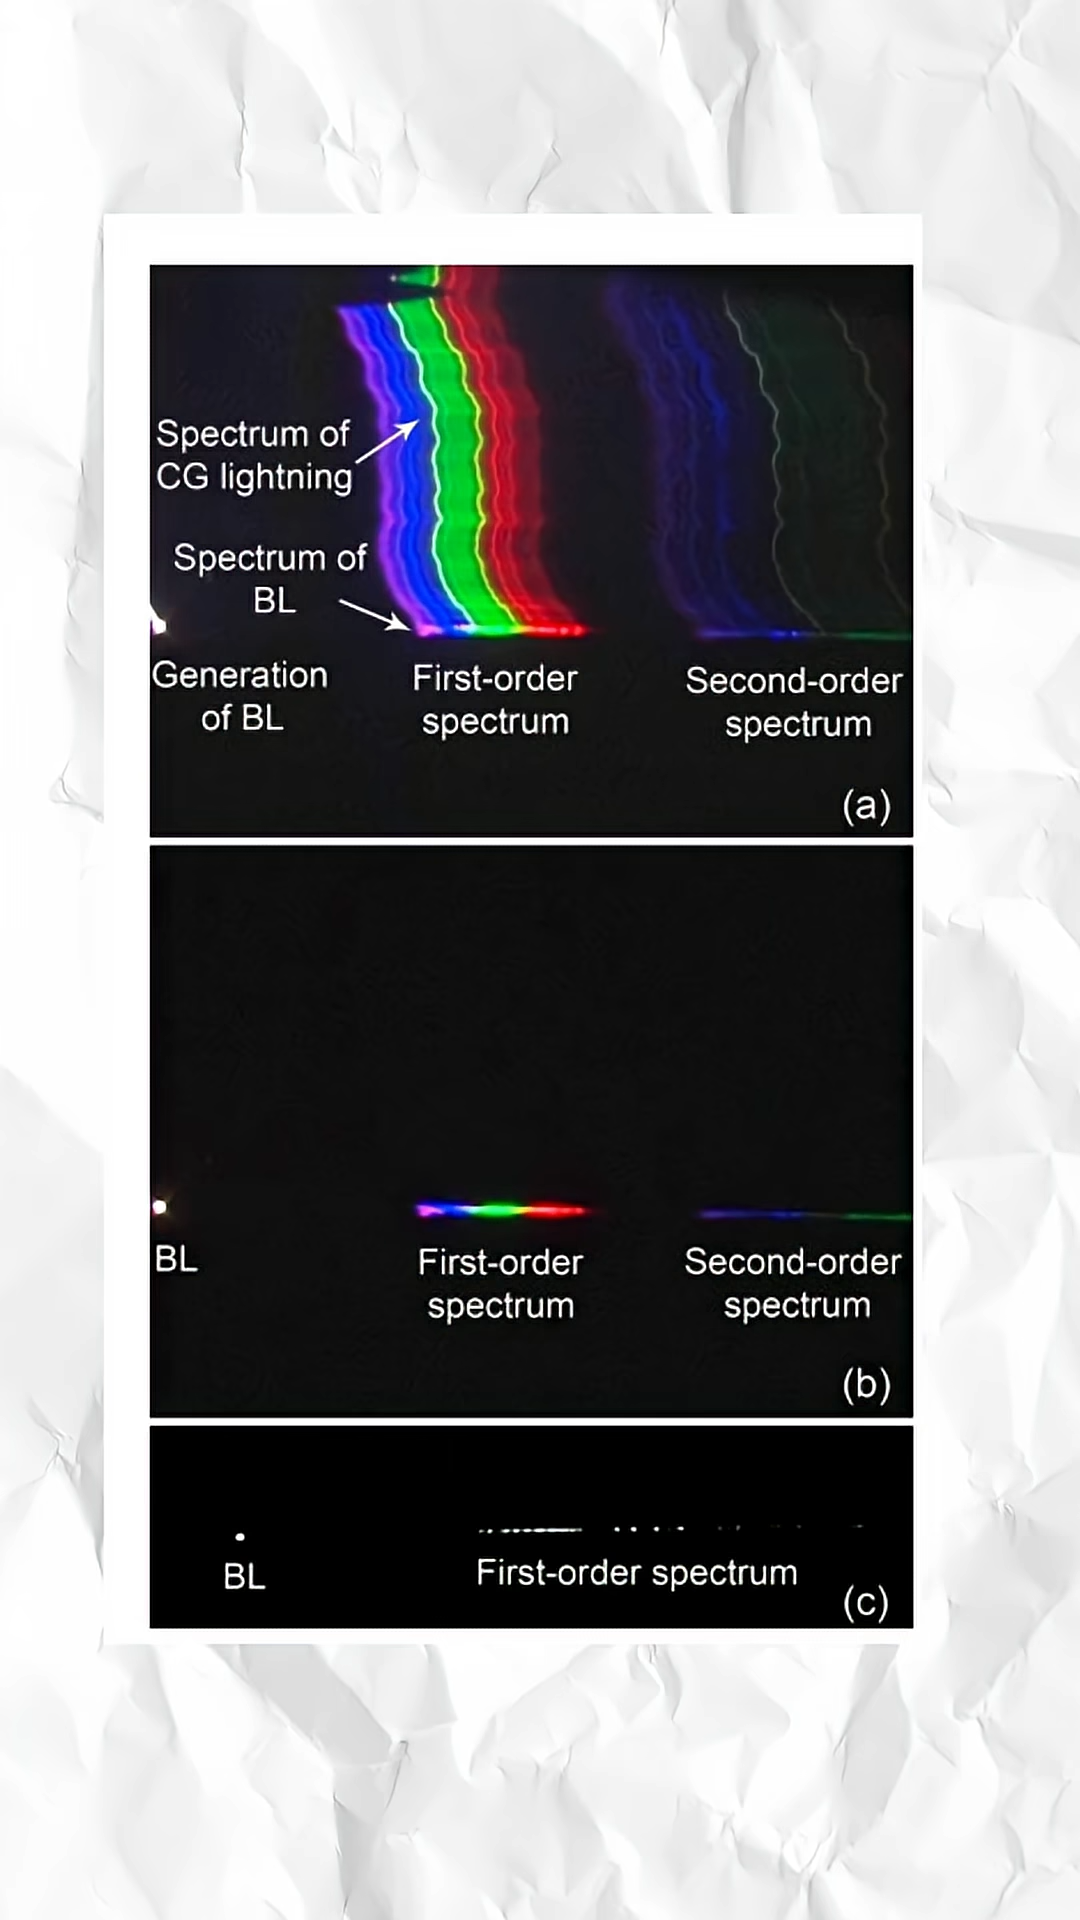 Spectrum of
CG lightning
Spectrum of
BL
Generation
of BL
First-order
spectrum
Second-order
spectrum
(a)
BL
First-order
spectrum
Second-order
spectrum
(b)
BL
First-order spectrum
(c)